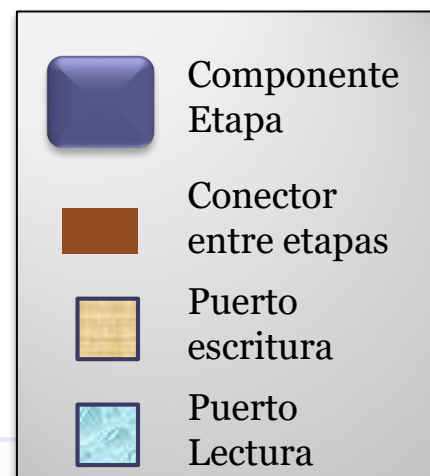 Componente
Etapa
Conector
entre etapas
Puerto
escritura
Puerto
Lectura